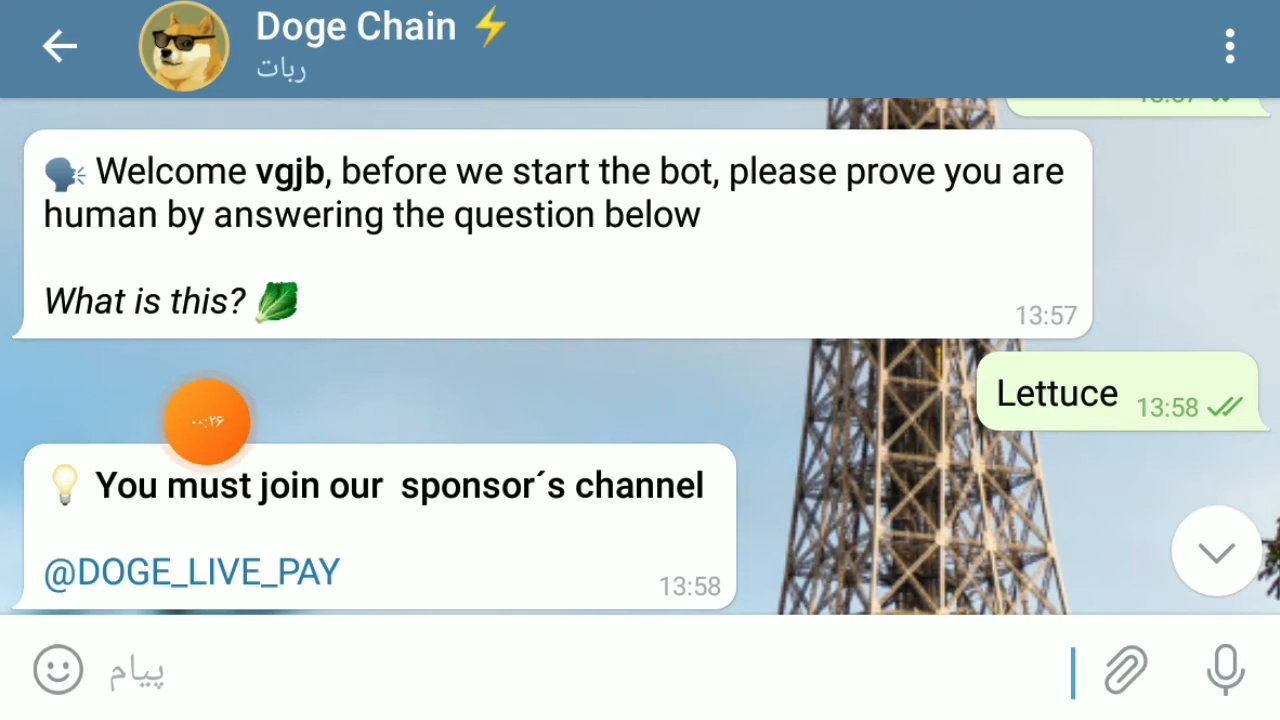 Doge Chain ⚡
ربات
Welcome vgjb, before we start the bot, please prove you are
human by answering the question below
What is this?
13:57
Lettuce 13:58
۰۰:۲۶
You must join our sponsor´s channel
@DOGE_LIVE_PAY
13:58
پیام